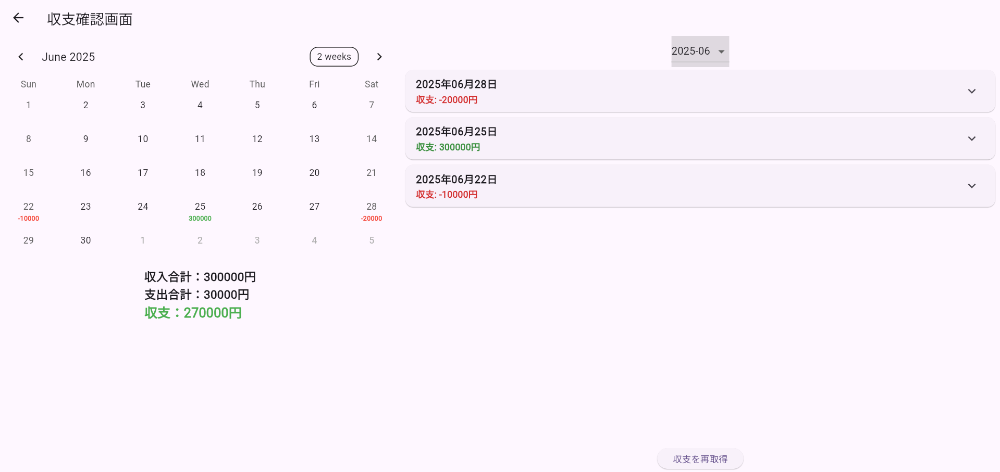 収支確認画面
June 2025
2 weeks
Sun Mon Tue Wed Thu Fri Sat
1 2 3 4 5 6 7
8 9 10 11 12 13 14
15 16 17 18 19 20 21
22 23 24 25 26 27 28
-10000 300000 -20000
29 30 1 2 3 4 5
収入合計：300000円
支出合計：30000円
収支：270000円
2025-06
2025年06月28日
収支: -20000円
2025年06月25日
収支: 300000円
2025年06月22日
収支: -10000円
収支を再取得